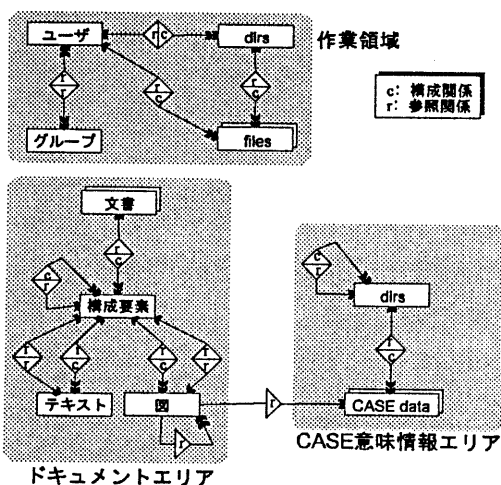 ユーザ
r c
dirs
作業領域
r
r
r
c
r
c
c: 構成関係
r: 参照関係
グループ
files
文書
r
c
c
r
構成要素
c
r
dirs
r
r
r
c
r
c
r
r
r
c
テキスト
図
r
CASE data
r
CASE意味情報エリア
ドキュメントエリア